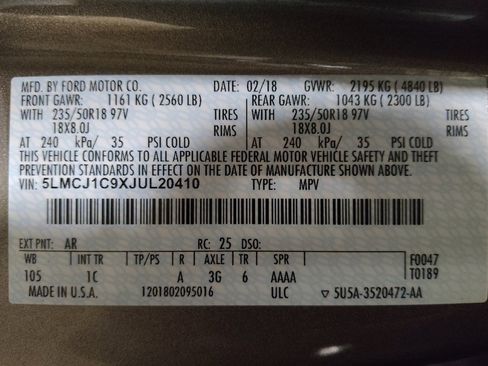 MFD. BY FORD MOTOR CO. DATE: 02/18 GVWR: 2195 KG ( 4840 LB)
FRONT GAWR: 1161 KG ( 2560 LB) REAR GAWR: 1043 KG ( 2300 LB)
WITH 235/50R18 97V TIRES WITH 235/50R18 97V TIRES
18X8.0J RIMS 18X8.0J RIMS
AT 240 kPa/ 35 PSI COLD AT 240 kPa/ 35 PSI COLD
THIS VEHICLE CONFORMS TO ALL APPLICABLE FEDERAL MOTOR VEHICLE SAFETY AND THEFT
PREVENTION STANDARDS IN EFFECT ON THE DATE OF MANUFACTURE SHOWN ABOVE.
VIN: 5LMCJ1C9XJUL20410 TYPE: MPV
EXT PNT: AR RC: 25 DSO:
WB INT TR TP/PS R AXLE TR SPR F0047
105 1C A 3G 6 AAAA T0189
MADE IN U.S.A. 1201802095016 ULC 5U5A-3520472-AA